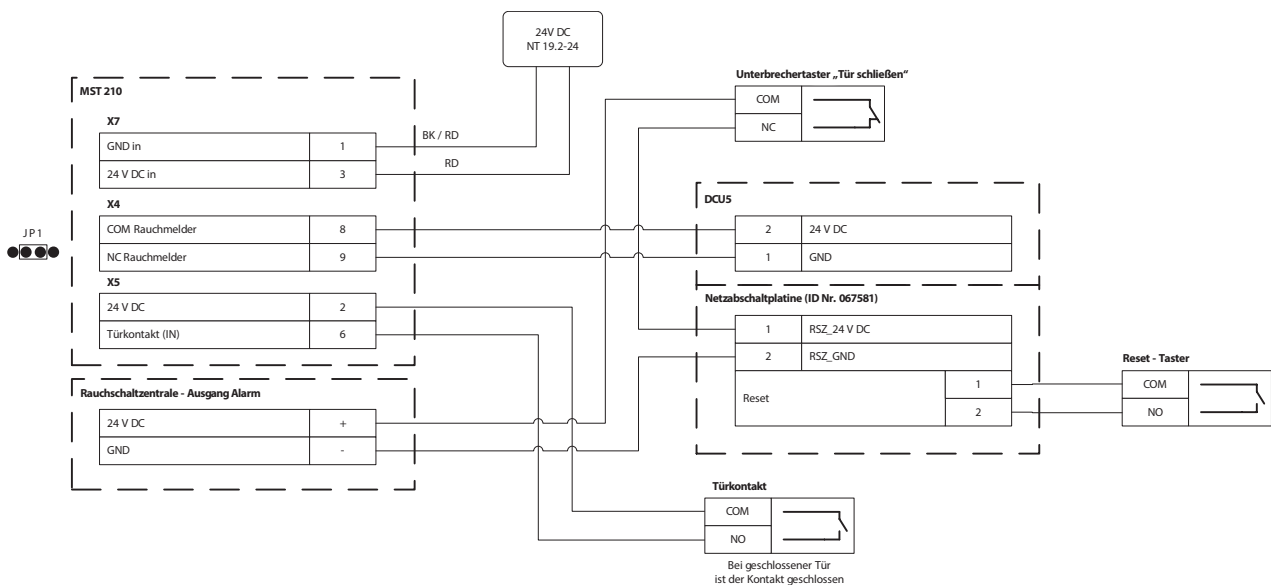 24V DC
NT 19.2-24
MST 210
X7
GND in 1
24 V DC in 3
BK / RD
RD
X4
COM Rauchmelder 8
NC Rauchmelder 9
X5
24 V DC 2
Türkontakt (IN) 6
J P 1
Rauchschaltzentrale - Ausgang Alarm
24 V DC +
GND -
Unterbrechertaster „Tür schließen“
COM
NC
DCU5
2 24 V DC
1 GND
Netzabschaltplatine (ID Nr. 067581)
1 RSZ_24 V DC
2 RSZ_GND
Reset 1
2
Reset - Taster
COM
NO
Türkontakt
COM
NO
Bei geschlossener Tür
ist der Kontakt geschlossen